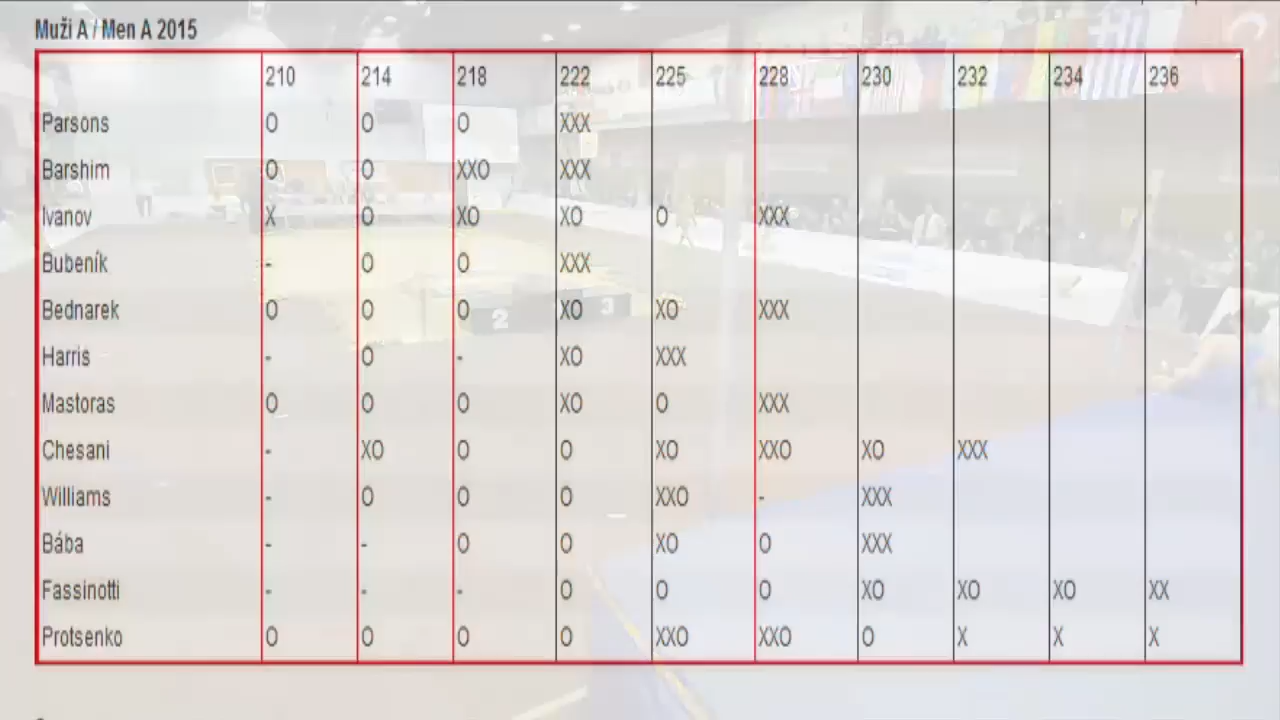 Muži A / Men A 2015
210 214 218 222 225 228 230 232 234 236
Parsons O O O XXX
Barshim O O XXO XXX
Ivanov X O XO XO O XXX
Bubeník - O O XXX
Bednarek O O O XO XO XXX
Harris - O - XO XXX
Mastoras O O O XO O XXX
Chesani - XO O O XO XXO XO XXX
Williams - O O O XXO - XXX
Bába - - O O XO O XXX
Fassinotti - - - O O O XO XO XO XX
Protsenko O O O O XXO XXO O X X X
2 3